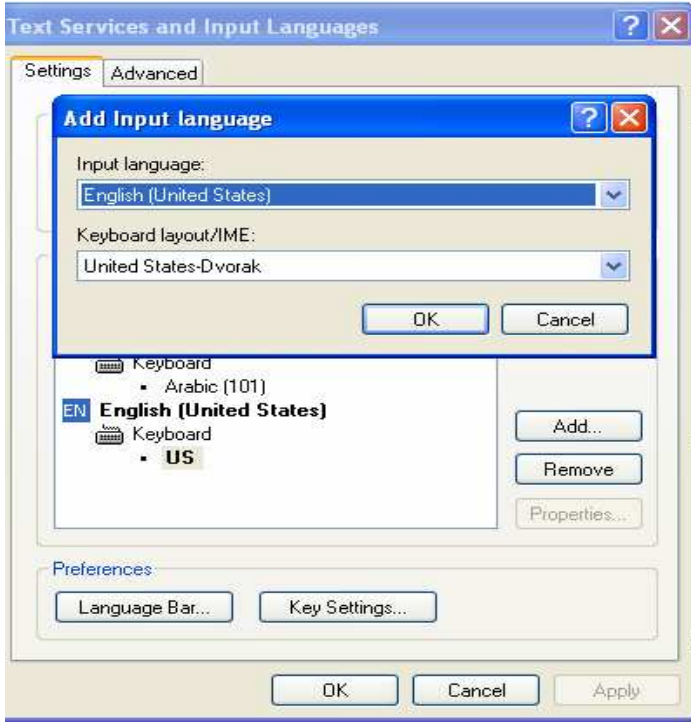 Text Services and Input Languages
Settings
Advanced
Add Input language
Input language:
English (United States)
Keyboard layout/IME:
United States-Dvorak
OK
Cancel
Keyboard
Arabic (101)
EN English (United States)
Keyboard
US
Add...
Remove
Properties...
Preferences
Language Bar...
Key Settings...
OK
Cancel
Apply